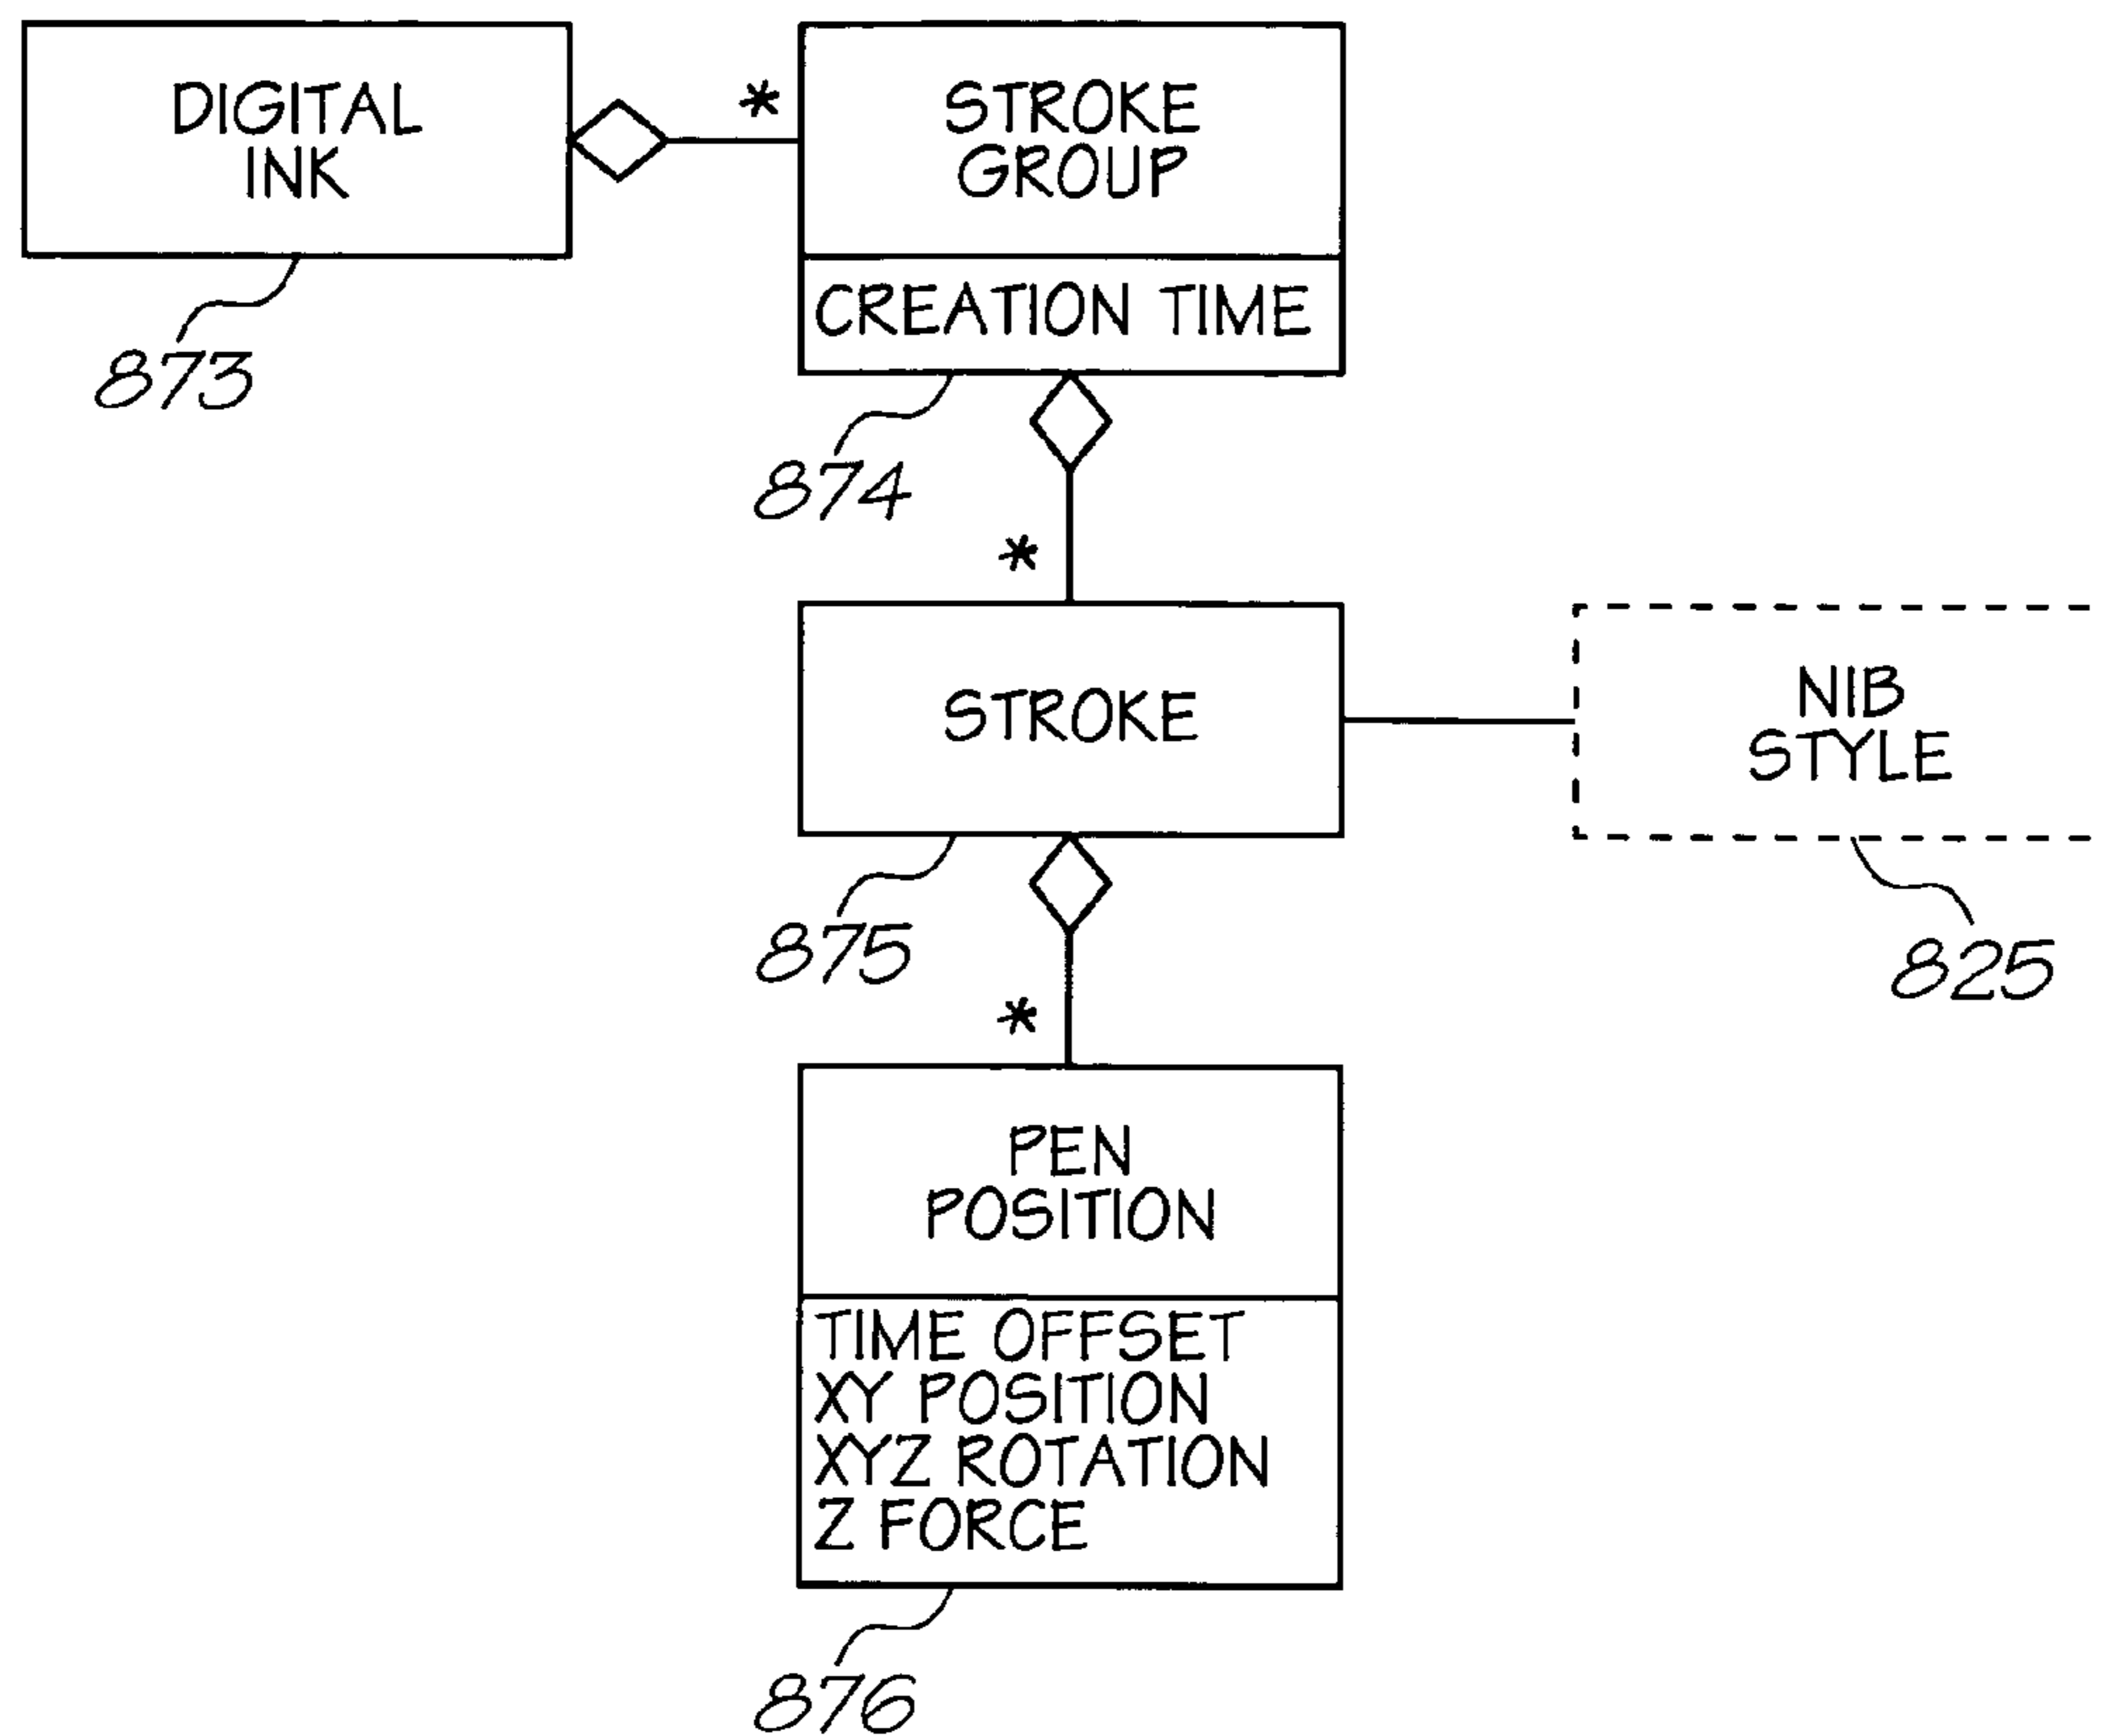 DIGITAL
INK
*
STROKE
GROUP
CREATION TIME
873
874
*
STROKE
NIB
STYLE
875
825
*
PEN
POSITION
TIME OFFSET
XY POSITION
XYZ ROTATION
Z FORCE
876